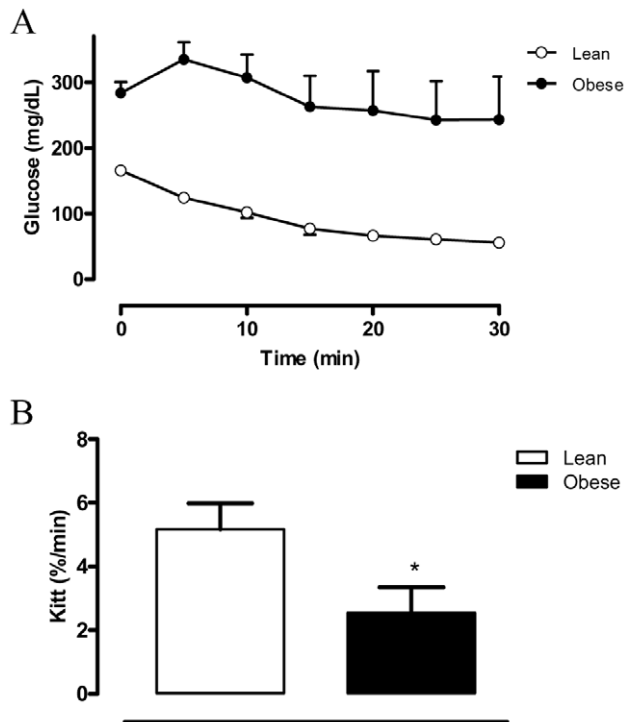 A
Glucose (mg/dL)
300
200
100
0
0 10 20 30
Time (min)
Lean
Obese
B
Kitt (%/min)
8
6
4
2
0
*
Lean
Obese